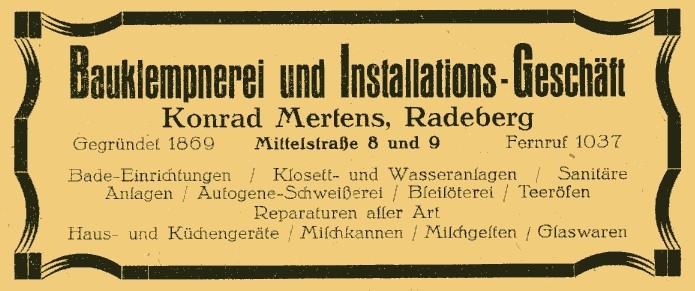 Bauklempnerei und Installations-Geschäft
Konrad Mertens, Radeberg
Gegründet 1869 Mittelstraße 8 und 9 Fernruf 1037
Bade-Einrichtungen / Klosett- und Wasseranlagen / Sanitäre
Anlagen / Autogene-Schweißerei / Bleilöterei / Teeröfen
Reparaturen aller Art
Haus- und Küchengeräte / Milchkannen / Milchgelten / Glaswaren